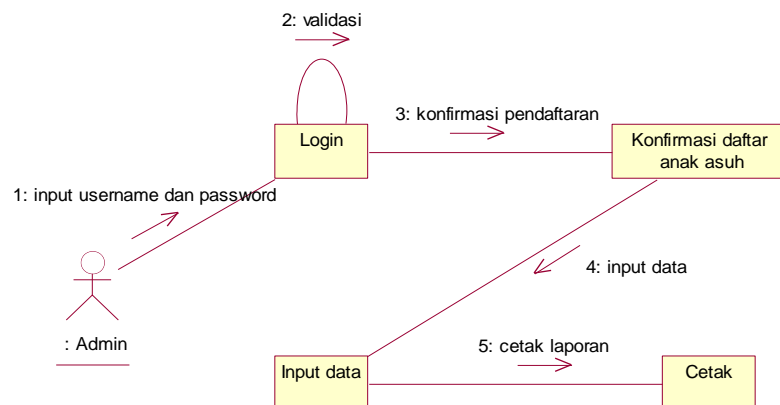 2: validasi
Login
3: konfirmasi pendaftaran
Konfirmasi daftar
anak asuh
1: input username dan password
: Admin
4: input data
Input data
5: cetak laporan
Cetak